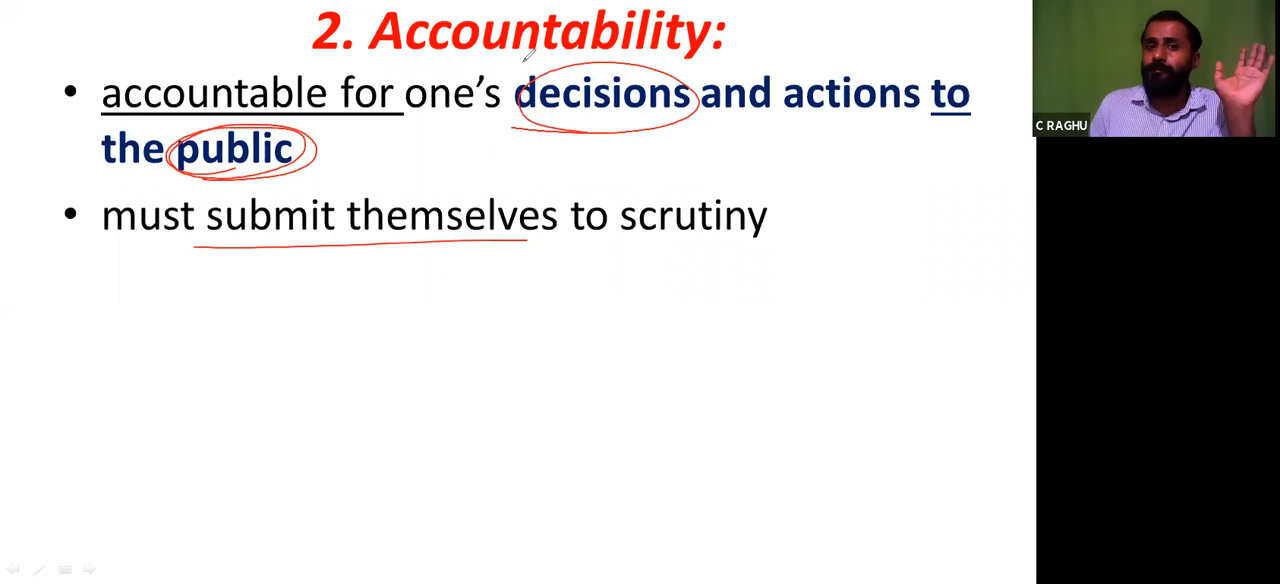 2. Accountability:
• accountable for one's decisions and actions to
the public
• must submit themselves to scrutiny
C RAGHU